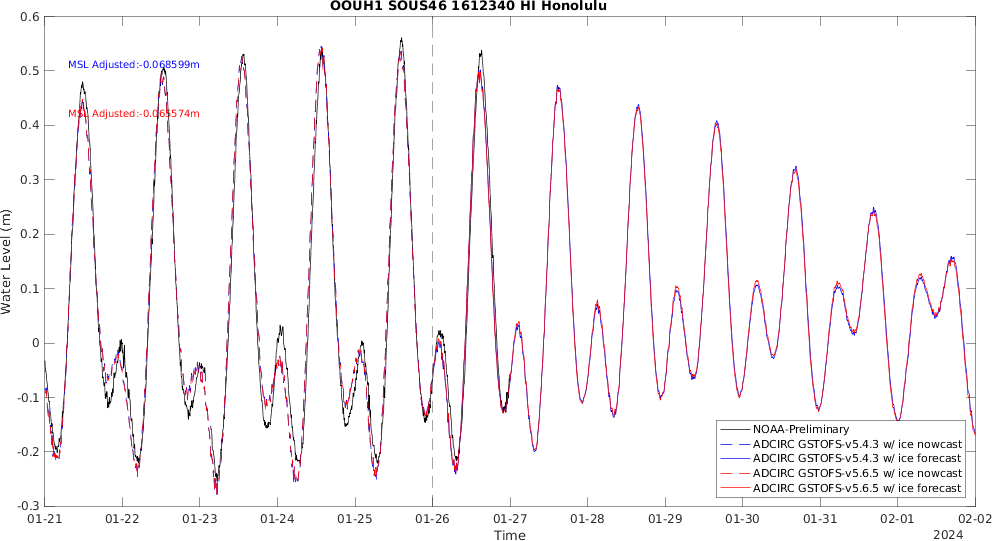 OOUH1 SOUS46 1612340 HI Honolulu
0.6
0.5
0.4
0.3
0.2
0.1
0
-0.1
-0.2
-0.3
Water Level (m)
MSL Adjusted:-0.068599m
MSL Adjusted:-0.065574m
NOAA-Preliminary
ADCIRC GSTOFS-v5.4.3 w/ ice nowcast
ADCIRC GSTOFS-v5.4.3 w/ ice forecast
ADCIRC GSTOFS-v5.6.5 w/ ice nowcast
ADCIRC GSTOFS-v5.6.5 w/ ice forecast
01-21 01-22 01-23 01-24 01-25 01-26 01-27 01-28 01-29 01-30 01-31 02-01 02-02
Time
2024